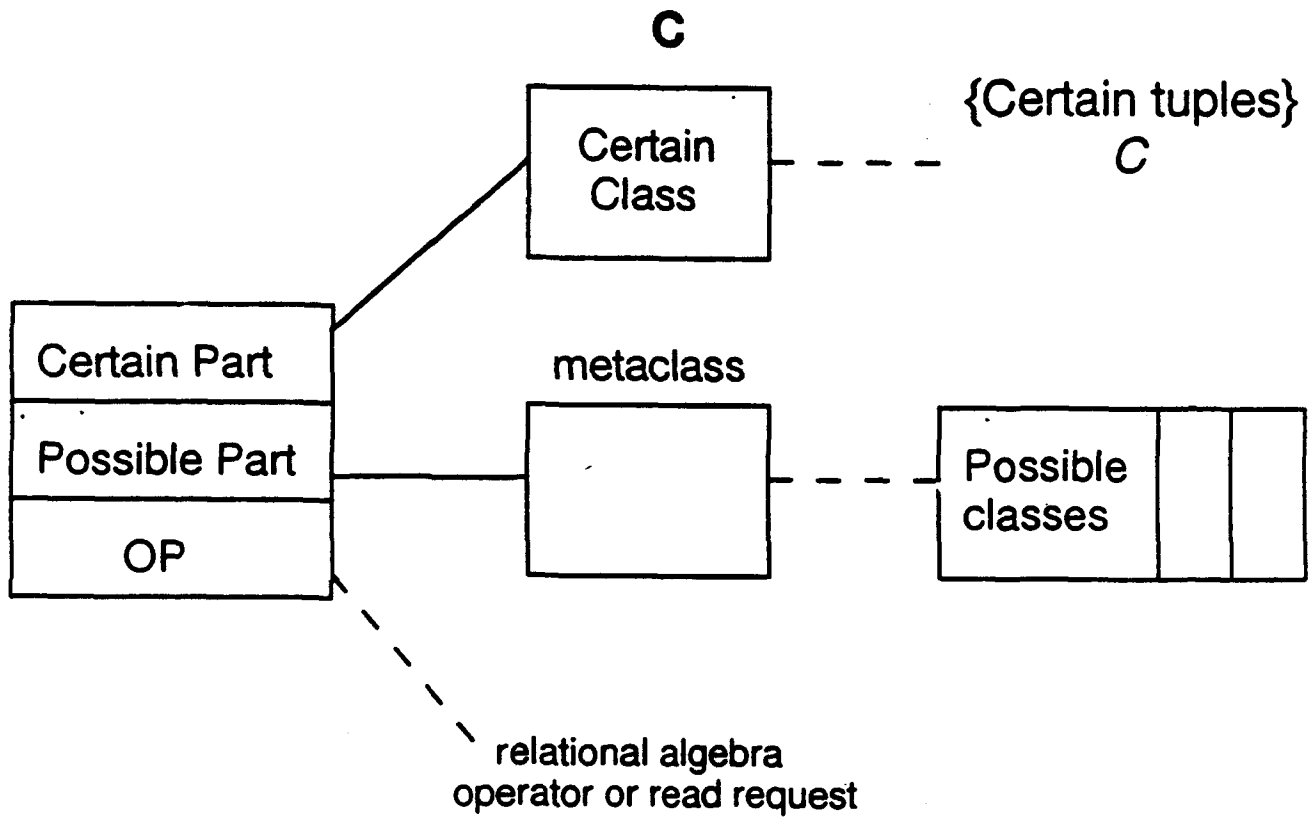 C
Certain
Class
{Certain tuples}
C
Certain Part
Possible Part
OP
metaclass
Possible
classes
relational algebra
operator or read request